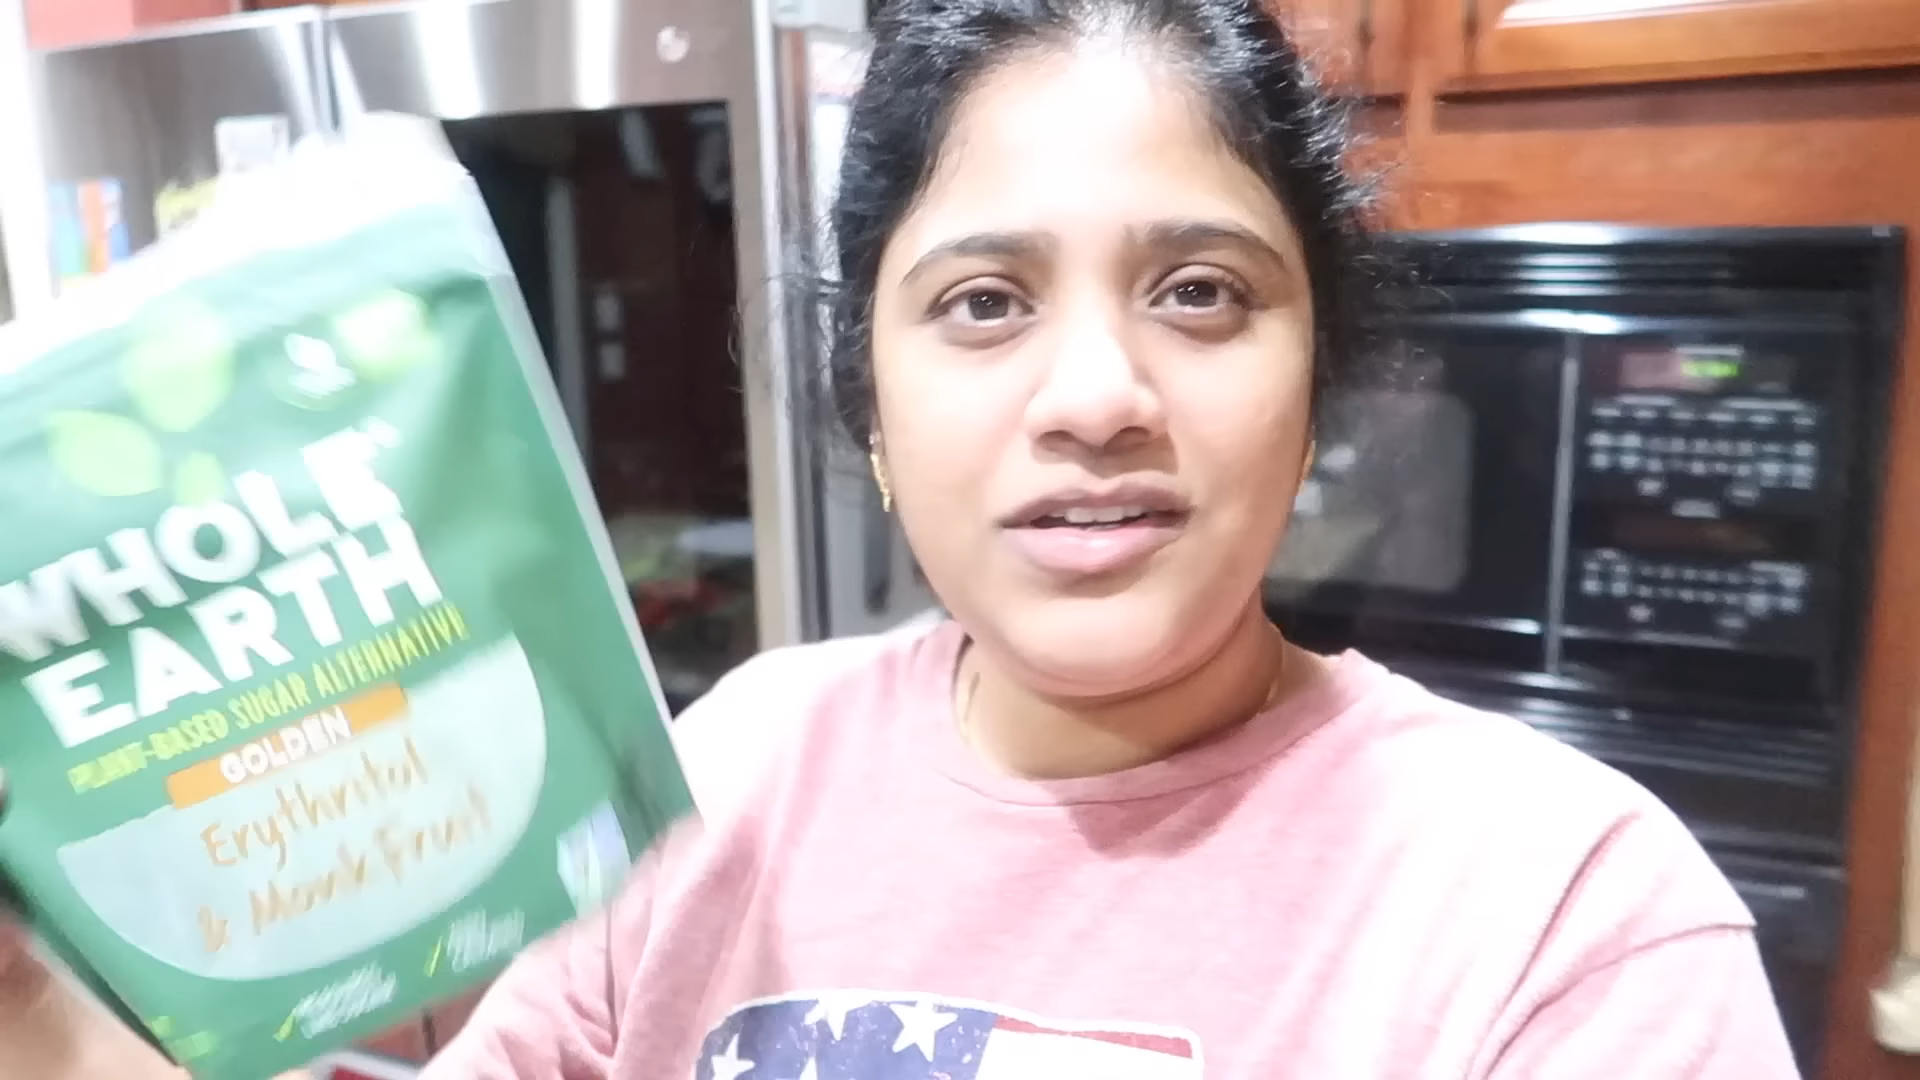 WHOLE
EARTH
PLANT-BASED SUGAR ALTERNATIVE
GOLDEN
Erythritol
& Monk Fruit